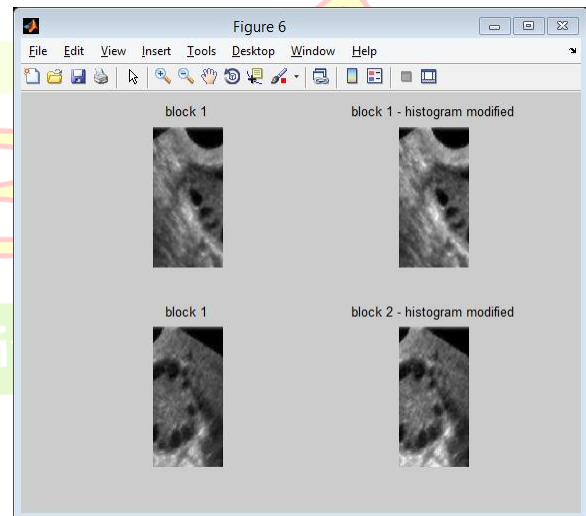 Figure 6
File Edit View Insert Tools Desktop Window Help
block 1
block 1 - histogram modified
block 1
block 2 - histogram modified